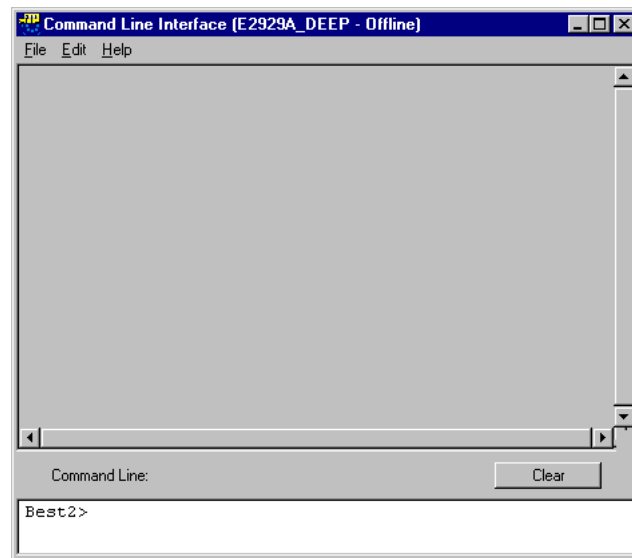 Command Line Interface (E2929A_DEEP - Offline)
File Edit Help
Command Line:
Clear
Best2>